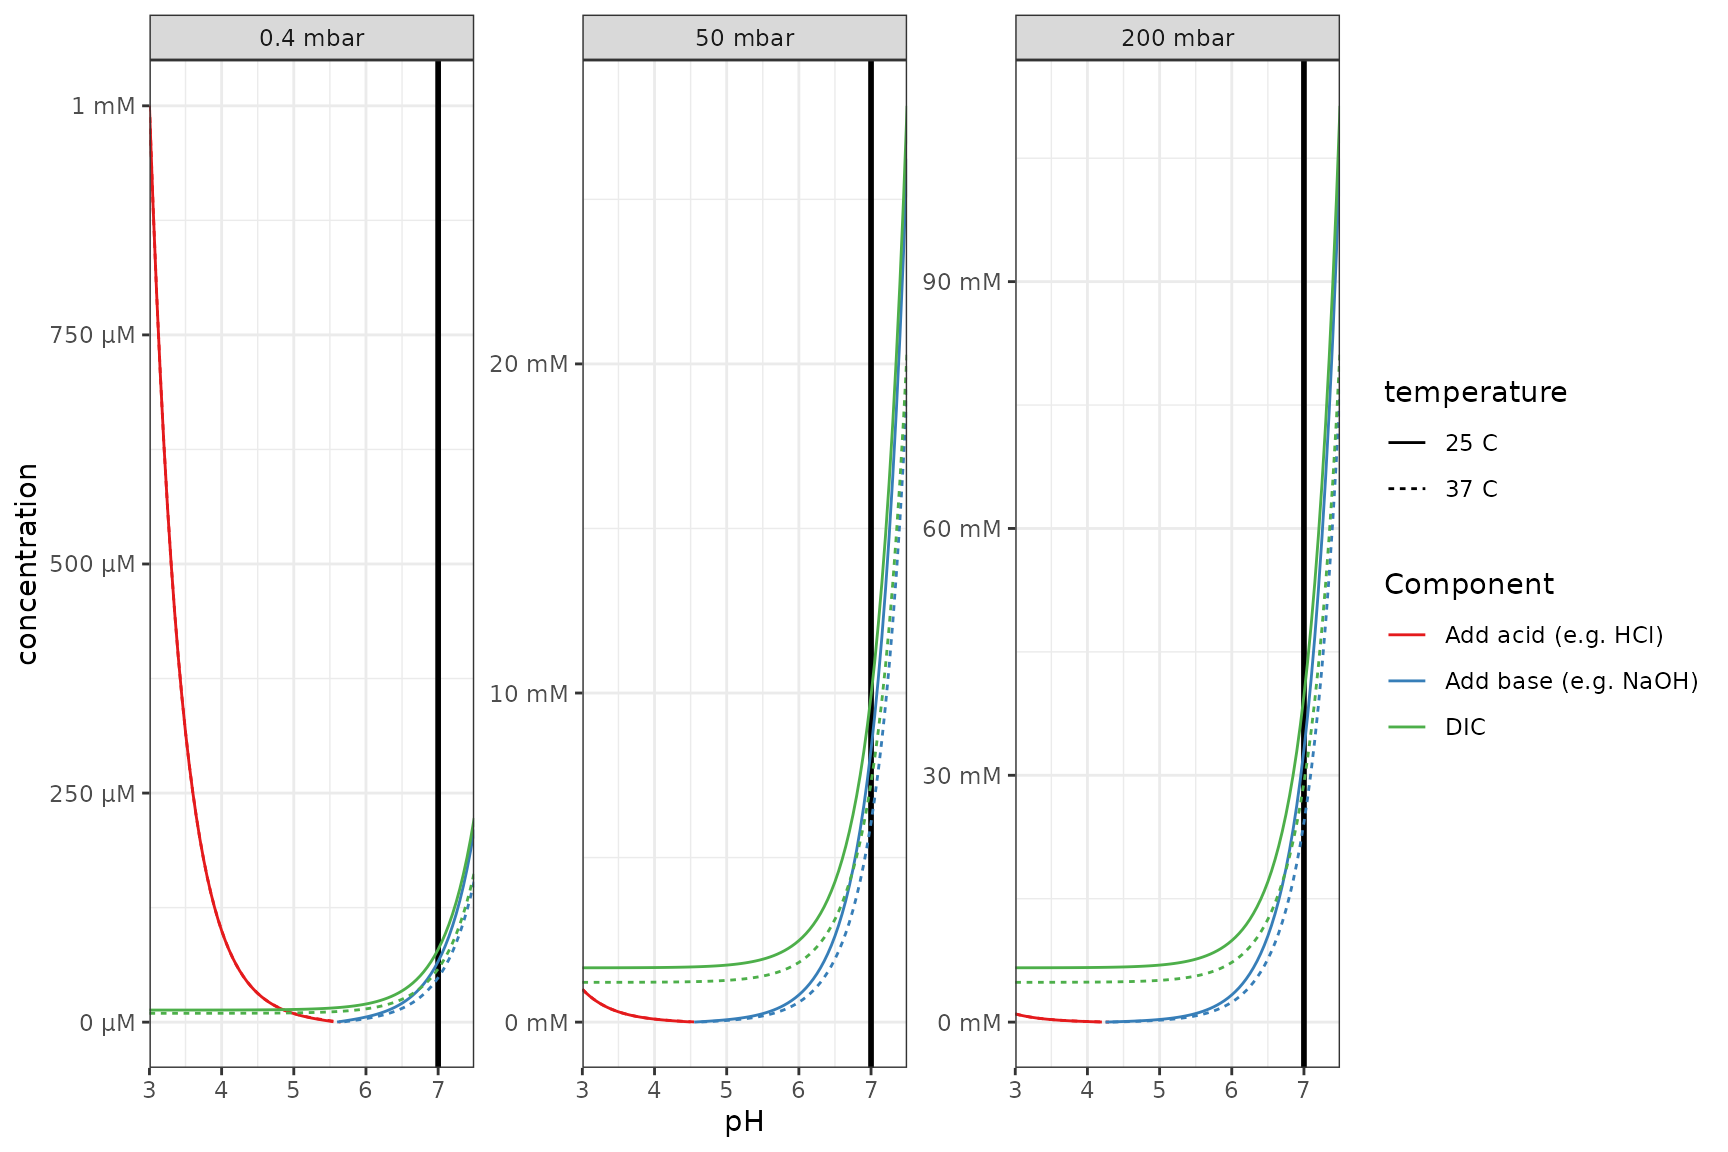 0.4 mbar
50 mbar
200 mbar
concentration
1 mM
750 µM
500 µM
250 µM
0 µM
20 mM
10 mM
0 mM
90 mM
60 mM
30 mM
0 mM
3 4 5 6 7
3 4 5 6 7
3 4 5 6 7
pH
temperature
25 C
37 C
Component
Add acid (e.g. HCl)
Add base (e.g. NaOH)
DIC